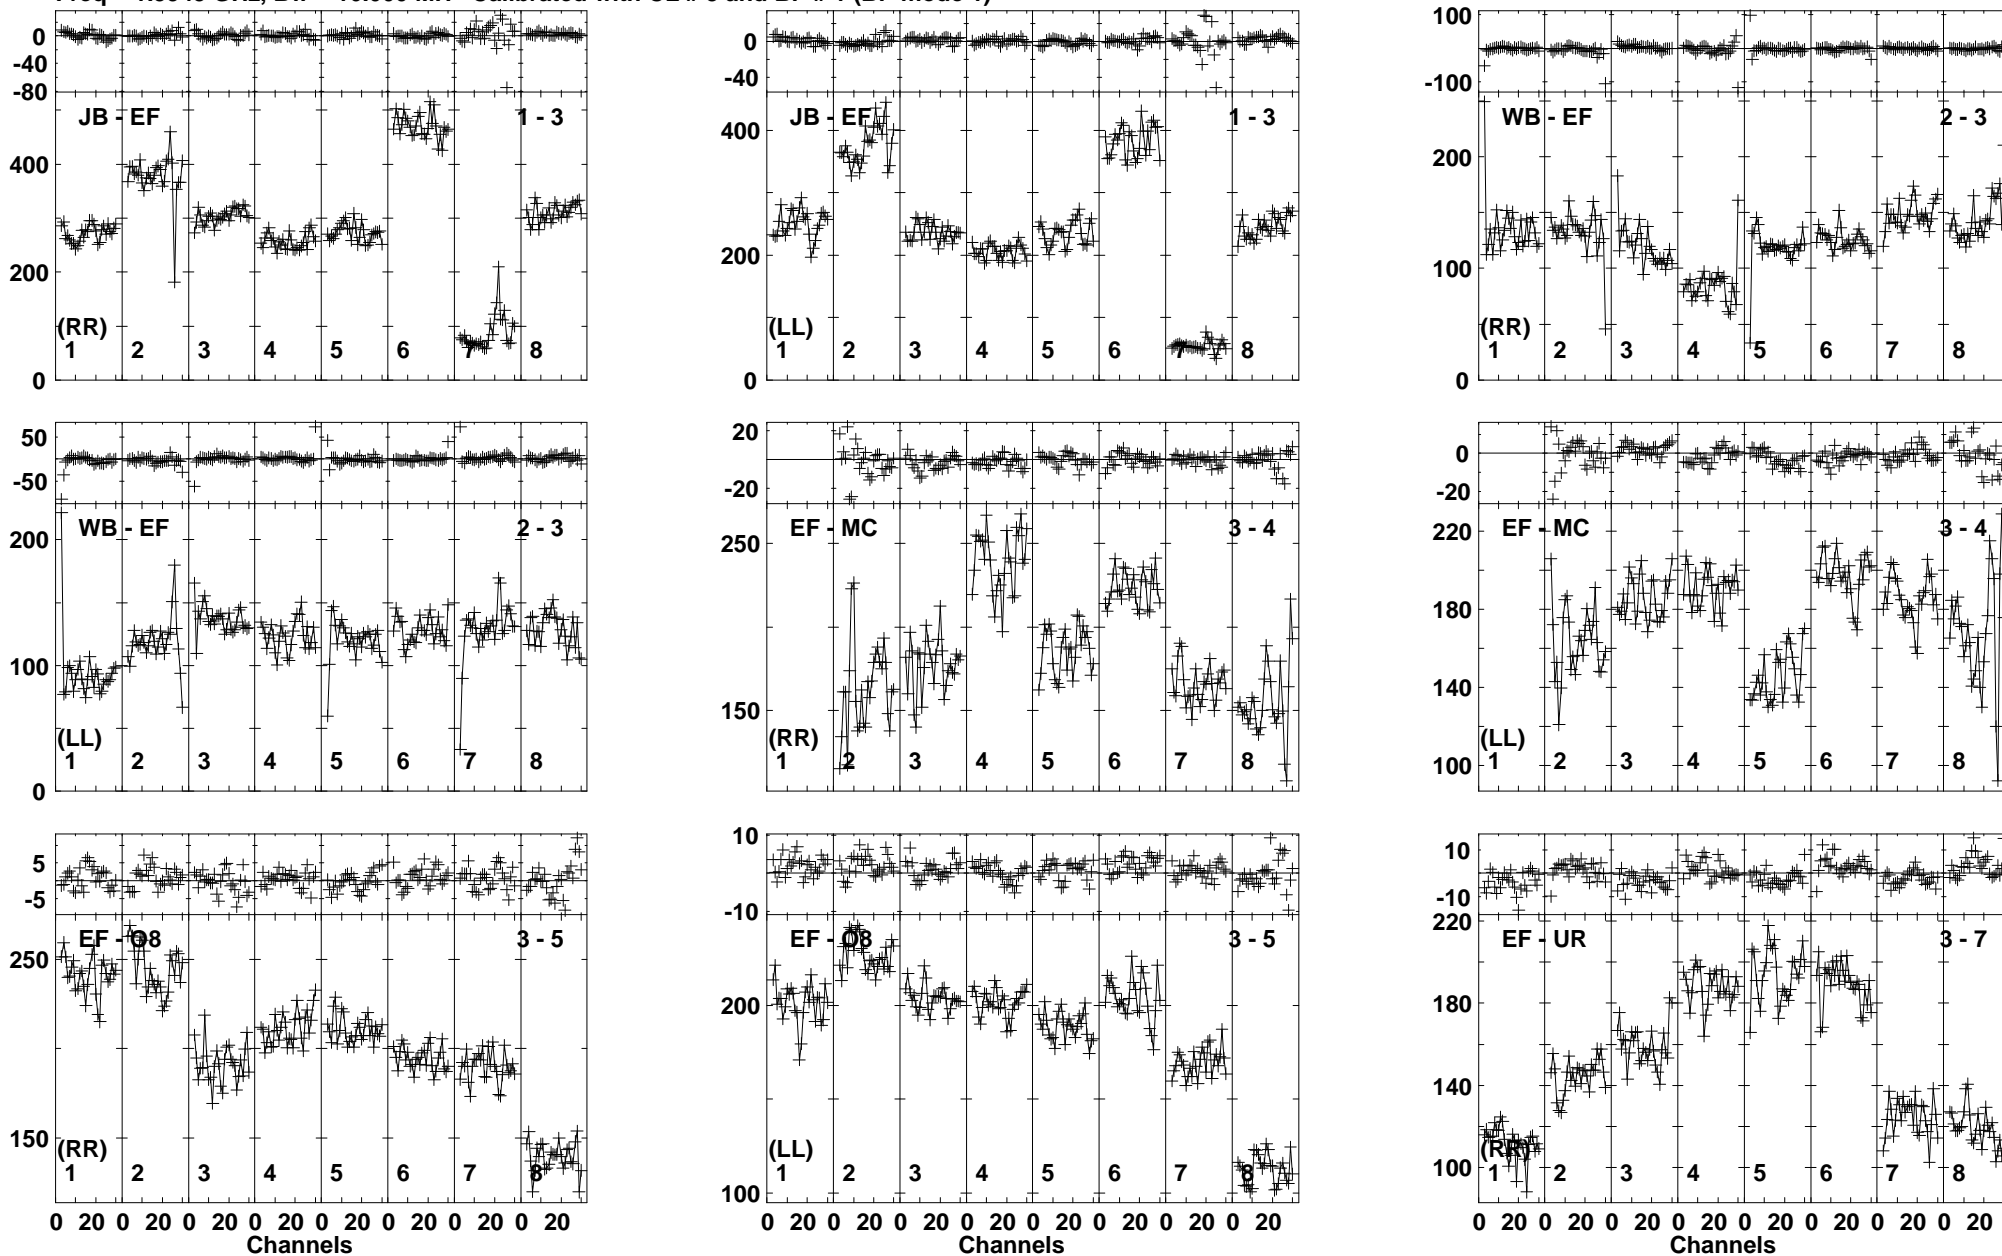 0 -40 -80
JB - EF 1 - 3
400 200 0
(RR)
1 2 3 4 5 6 7 8
0 -40
JB - EF 1 - 3
400 200 0
(LL)
1 2 3 4 5 6 7 8
100 0 -100
WB - EF 2 - 3
200 100 0
(RR)
1 2 3 4 5 6 7 8
50 0 -50
WB - EF 2 - 3
200 100 0
(LL)
1 2 3 4 5 6 7 8
20 0 -20
EF - MC 3 - 4
250 150
(RR)
1 2 3 4 5 6 7 8
0 -20
EF - MC 3 - 4
220 180 140 100
(LL)
1 2 3 4 5 6 7 8
5 -5
EF - O8 3 - 5
250 150
(RR)
1 2 3 4 5 6 7 8
0 20 0 20 0 20 0 20 0 20 0 20 0 20 0 20
Channels
10 -10
EF - O8 3 - 5
200 100
(LL)
1 2 3 4 5 6 7 8
0 20 0 20 0 20 0 20 0 20 0 20 0 20 0 20
Channels
10 -10
EF - UR 3 - 7
220 180 140 100
(RR)
1 2 3 4 5 6 7 8
0 20 0 20 0 20 0 20 0 20 0 20 0 20 0 20
Channels